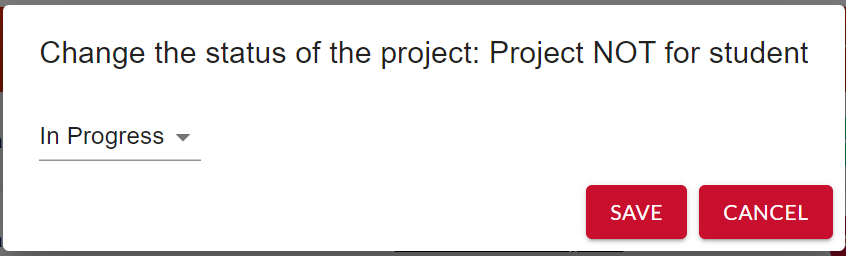 Change the status of the project: Project NOT for student
In Progress
SAVE CANCEL